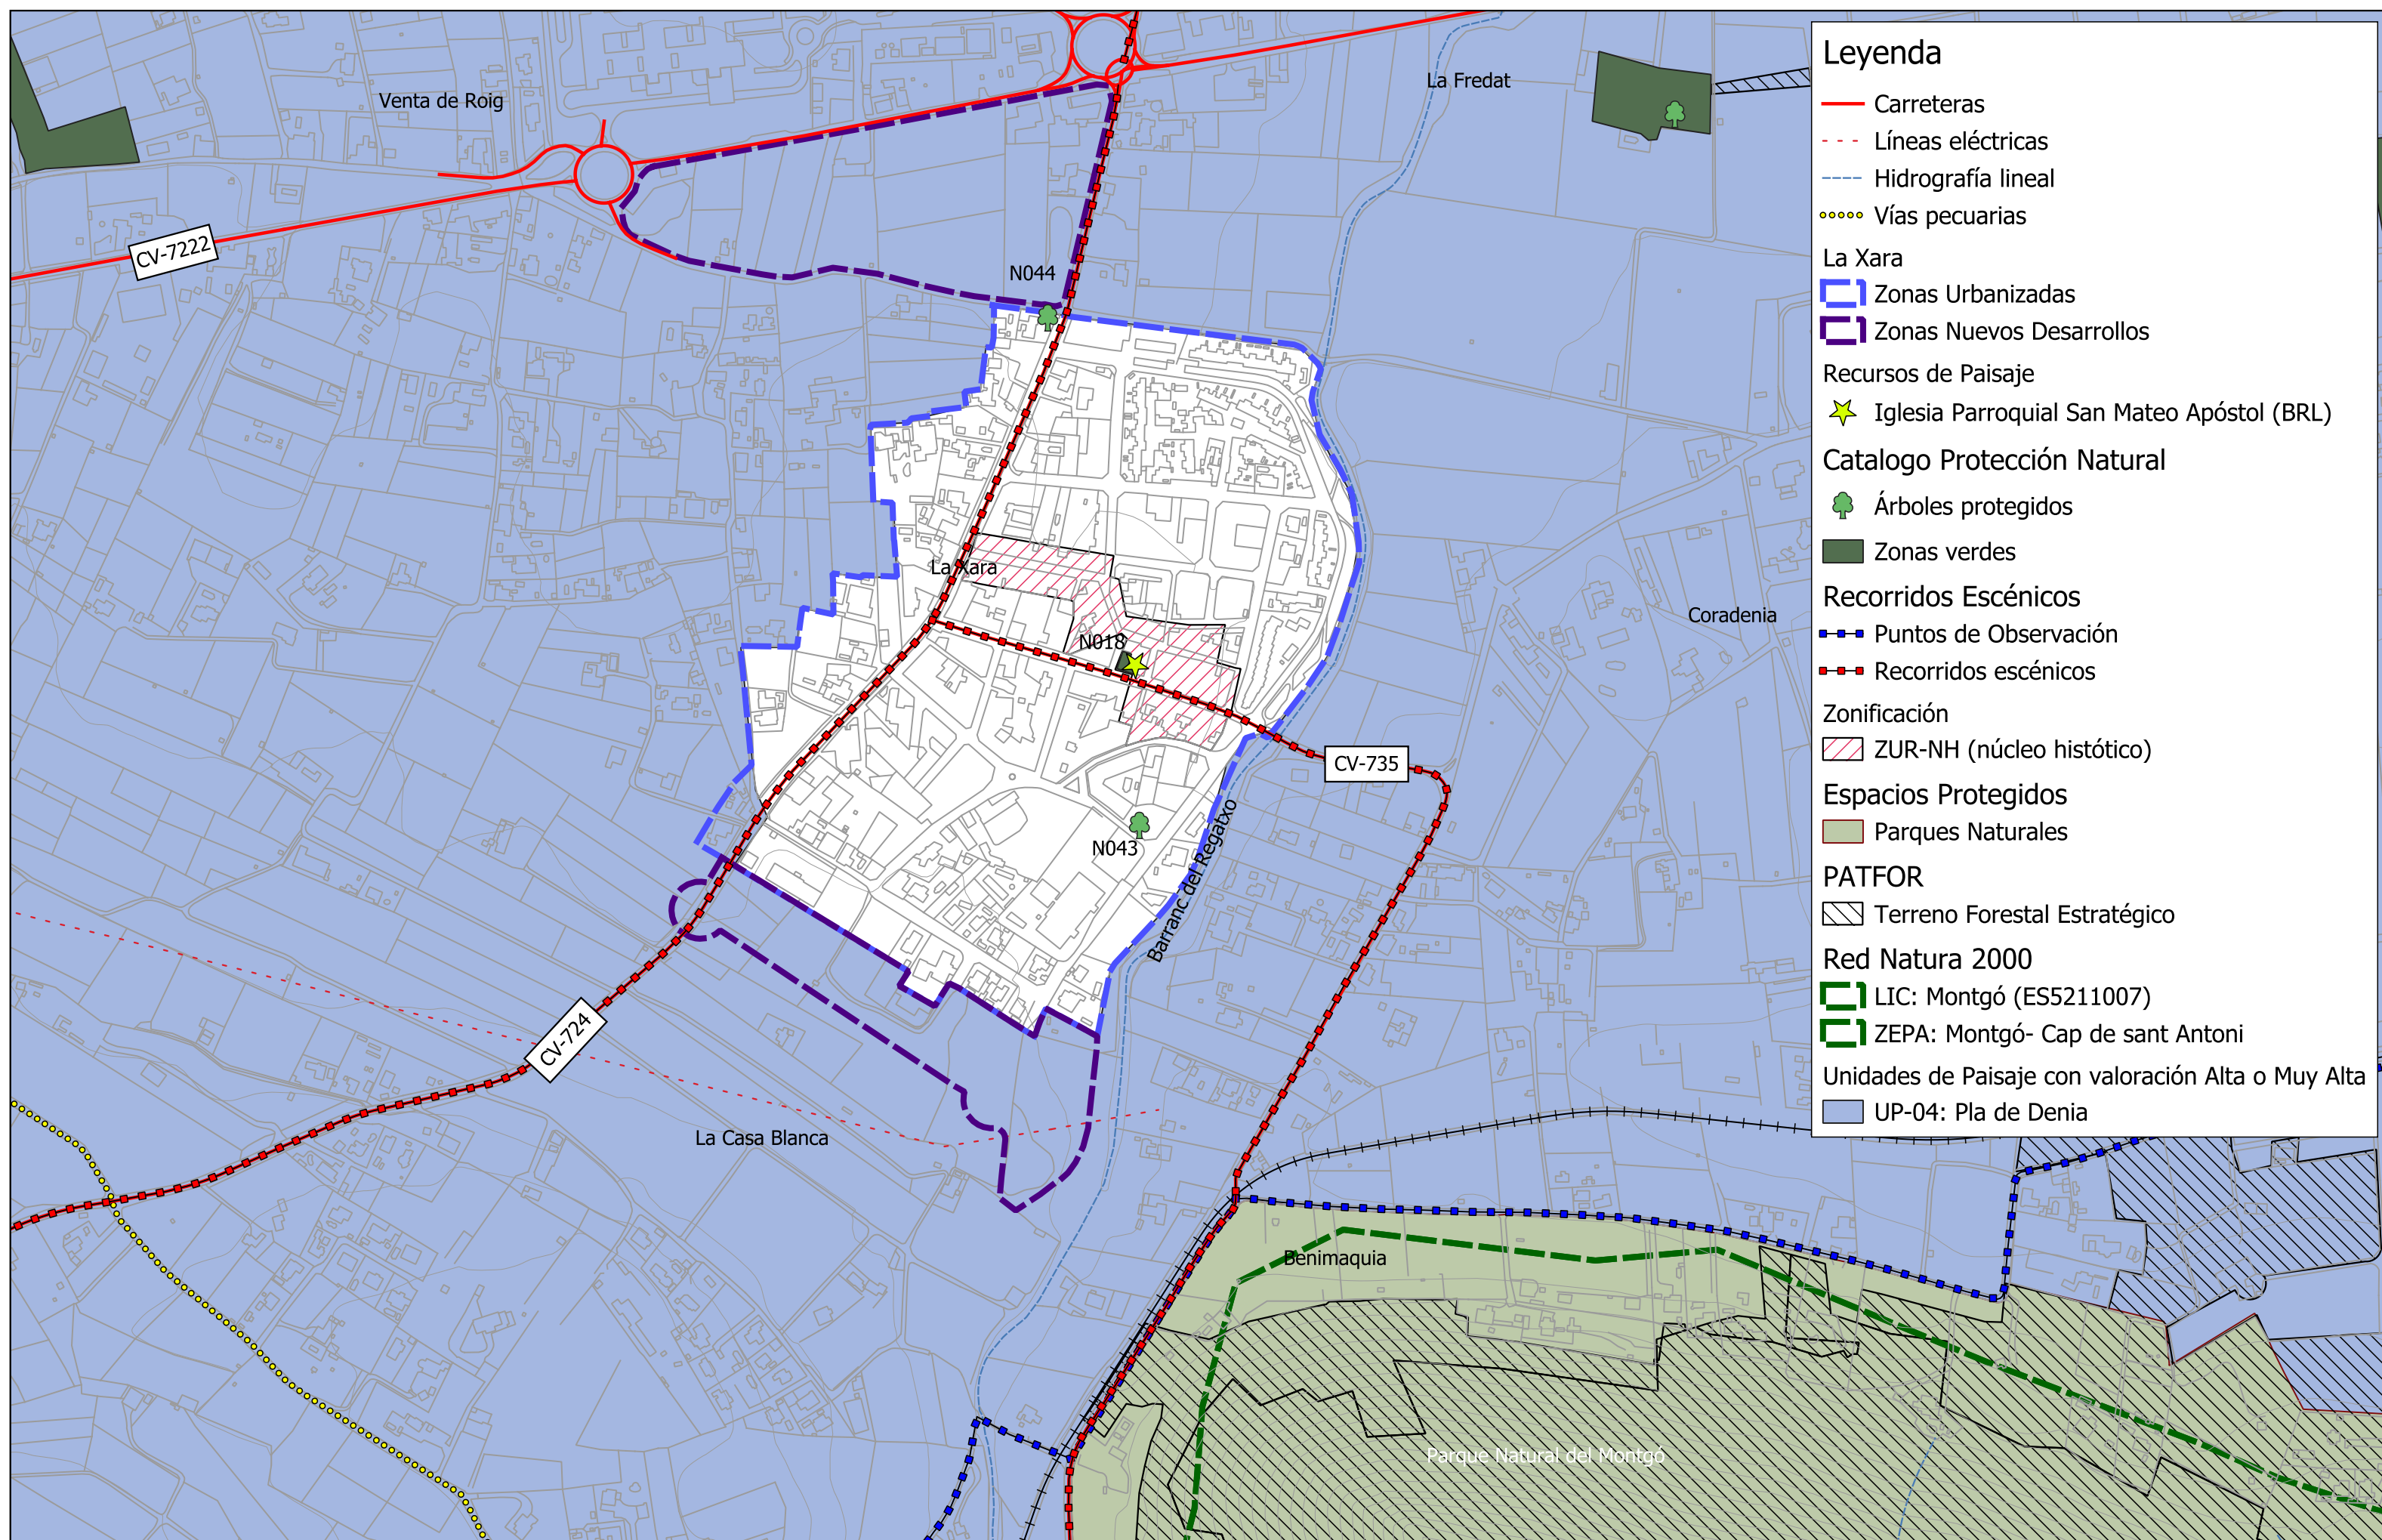 Venta de Roig
La Fredat
CV-7222
N044
La Xara
N018
Coradenia
CV-735
N043
Barranc del Regatxo
CV-724
La Casa Blanca
Benimaquia
Parque Natural del Montgó
Leyenda
Carreteras
Líneas eléctricas
Hidrografía lineal
Vías pecuarias
La Xara
Zonas Urbanizadas
Zonas Nuevos Desarrollos
Recursos de Paisaje
Iglesia Parroquial San Mateo Apóstol (BRL)
Catalogo Protección Natural
Árboles protegidos
Zonas verdes
Recorridos Escénicos
Puntos de Observación
Recorridos escénicos
Zonificación
ZUR-NH (núcleo histótico)
Espacios Protegidos
Parques Naturales
PATFOR
Terreno Forestal Estratégico
Red Natura 2000
LIC: Montgó (ES5211007)
ZEPA: Montgó- Cap de sant Antoni
Unidades de Paisaje con valoración Alta o Muy Alta
UP-04: Pla de Denia